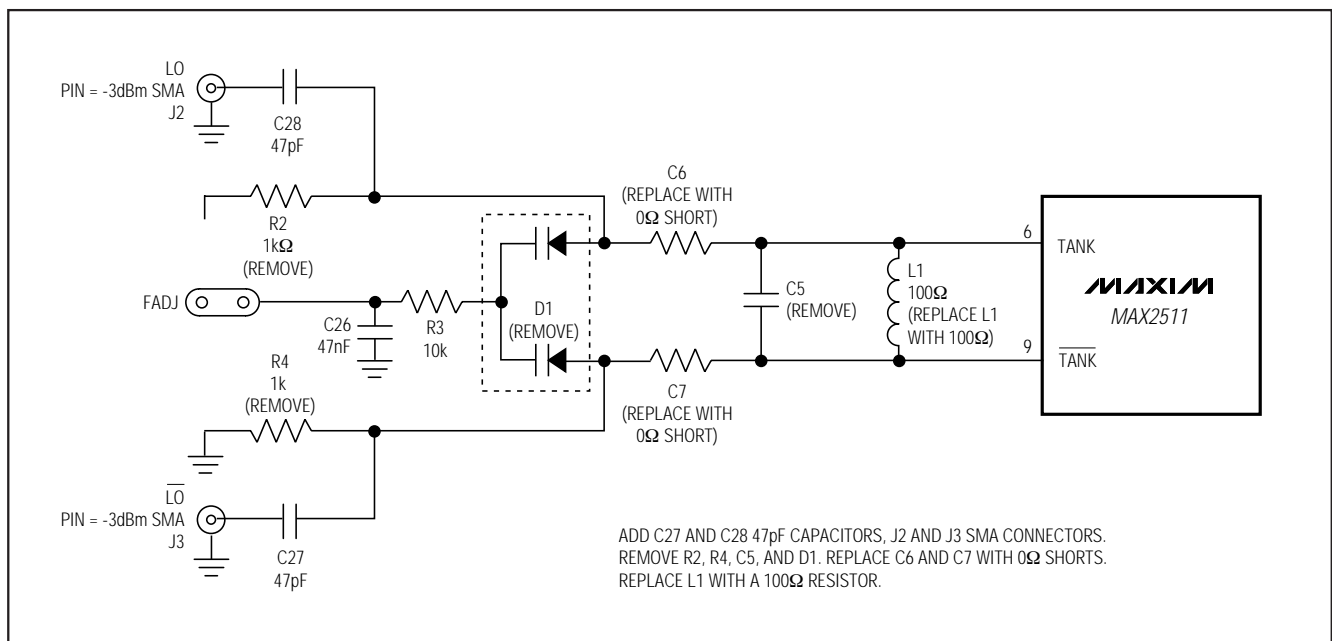 LO
PIN = -3dBm SMA
J2
C28
47pF
R2
1kΩ
(REMOVE)
FADJ
C26
47nF
R3
10k
D1
(REMOVE)
R4
1k
(REMOVE)
LO
PIN = -3dBm SMA
J3
C27
47pF
C6
(REPLACE WITH
0Ω SHORT)
C7
(REPLACE WITH
0Ω SHORT)
C5
(REMOVE)
L1
100Ω
(REPLACE L1
WITH 100Ω)
6
TANK
9
TANK
MAXIM
MAX2511
ADD C27 AND C28 47pF CAPACITORS, J2 AND J3 SMA CONNECTORS.
REMOVE R2, R4, C5, AND D1. REPLACE C6 AND C7 WITH 0Ω SHORTS.
REPLACE L1 WITH A 100Ω RESISTOR.